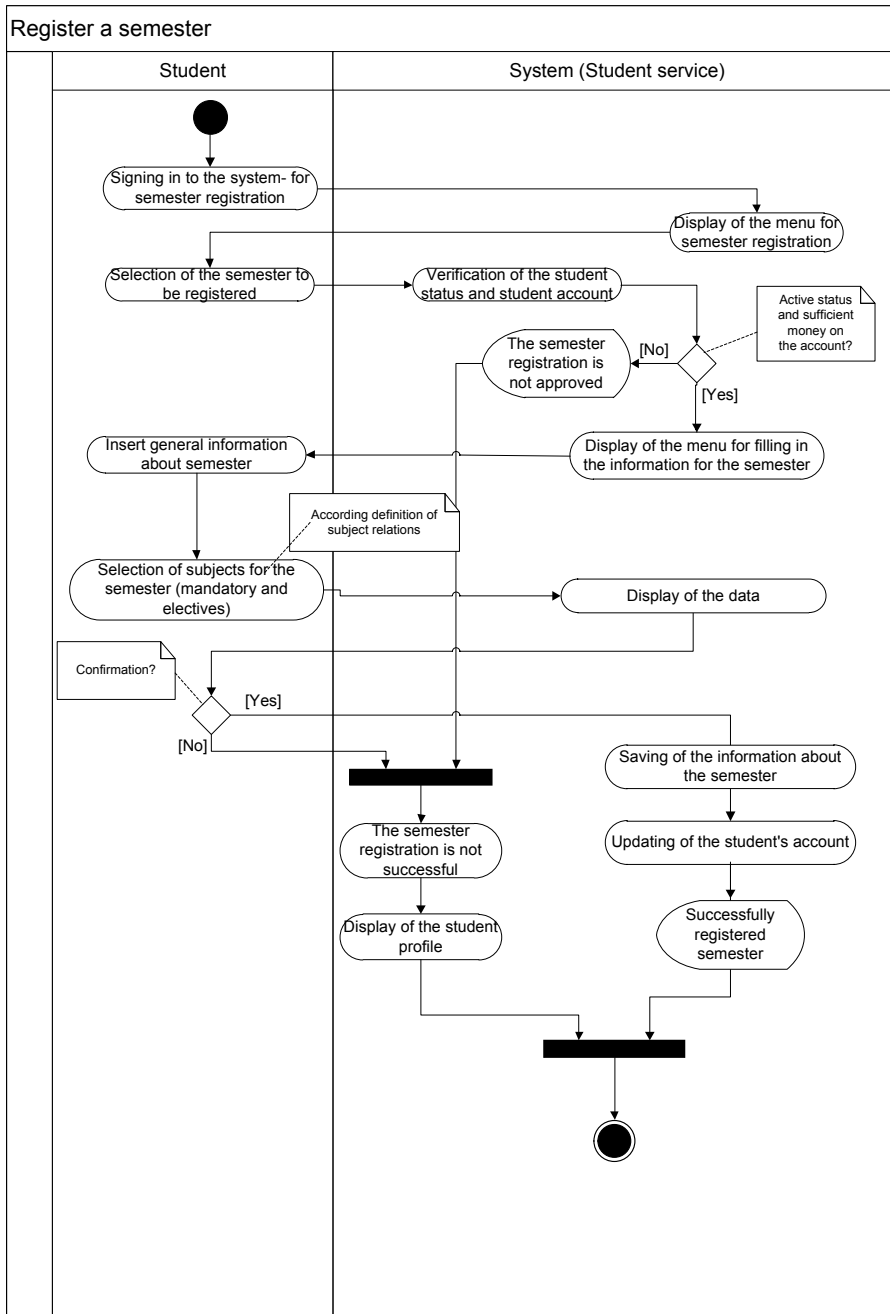 Register a semester
Student
System (Student service)
Signing in to the system- for
semester registration
Display of the menu for
semester registration
Selection of the semester to
be registered
Verification of the student
status and student account
Active status
and sufficient
money on
the account?
The semester
registration is
not approved
[No]
[Yes]
Insert general information
about semester
Display of the menu for filling in
the information for the semester
According definition of
subject relations
Selection of subjects for the
semester (mandatory and
electives)
Display of the data
Confirmation?
[Yes]
[No]
Saving of the information about
the semester
The semester
registration is not
successful
Updating of the student's account
Display of the student
profile
Successfully
registered
semester